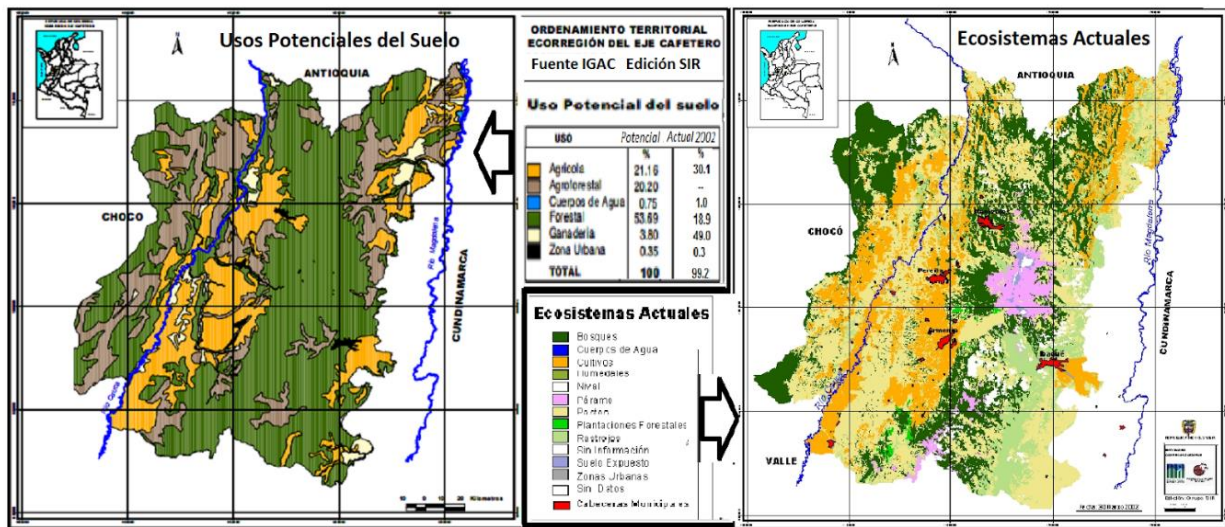 Usos Potenciales del Suelo
ANTIOQUIA
CHOCO
CUNDINAMARCA
Río Magdalena
Río Cauca
ORDENAMIENTO TERRITORIAL
ECORREGIÓN DEL EJE CAFETERO
Fuente IGAC Edición SIR
Uso Potencial del suelo
USO Potencial Actual 2002
% %
Agrícola 21.16 30.1
Agroforestal 20.20 --
Cuerpos de Agua 0.75 1.0
Forestal 53.69 18.9
Ganadería 3.80 49.0
Zona Urbana 0.35 0.3
TOTAL 100 99.2
Ecosistemas Actuales
Bosques
Cuerpos de Agua
Cultivos
Humedales
Nival
Páramo
Pastos
Plantaciones Forestales
Rastrojos
Sin Información
Suelo Expuesto
Zonas Urbanas
Sin Datos
Cabeceras Municipales
Ecosistemas Actuales
ANTIOQUIA
CHOCÓ
Río Magdalena
CUNDINAMARCA
Pereira
Armenia
Ibagué
VALLE
Edición Grupo SIR